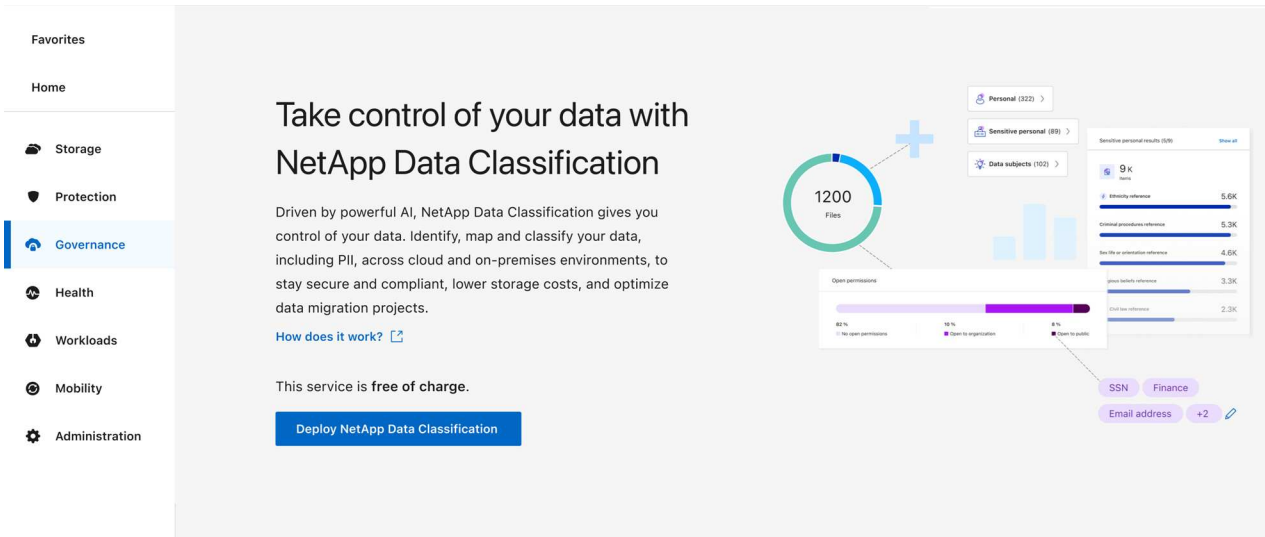 Favorites
Home
Storage
Protection
Governance
Health
Workloads
Mobility
Administration
Take control of your data with
NetApp Data Classification
Driven by powerful AI, NetApp Data Classification gives you
control of your data. Identify, map and classify your data,
including PII, across cloud and on-premises environments, to
stay secure and compliant, lower storage costs, and optimize
data migration projects.
How does it work?
This service is free of charge.
Deploy NetApp Data Classification
Personal (322)
Sensitive personal (89)
Data subjects (102)
1200
Files
Sensitive personal results (5/9) Show all
9 K
Items
Ethnicity reference 5.6K
Criminal procedures reference 5.3K
Sex life or orientation reference 4.6K
beliefs reference 3.3K
Civil law reference 2.3K
Open permissions
82 % 10 % 8 %
No open permissions Open to organization Open to public
SSN Finance
Email address +2